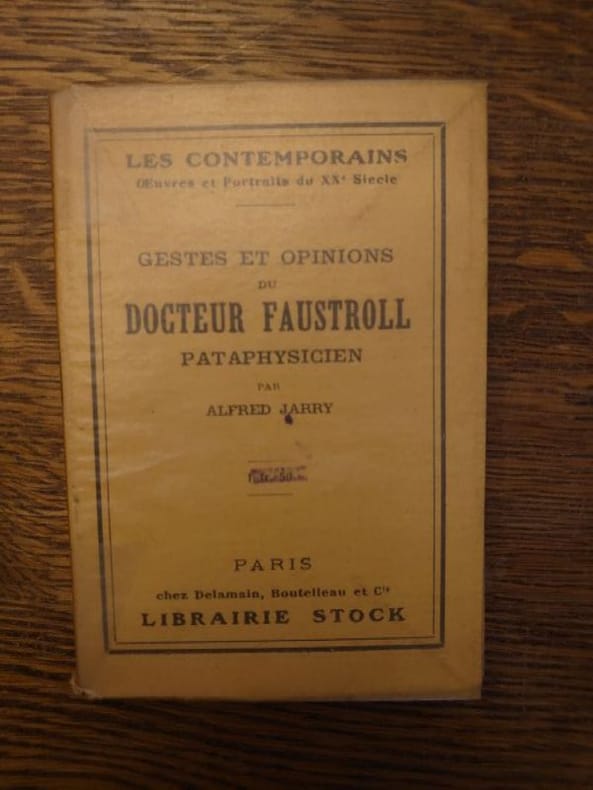 LES CONTEMPORAINS
Œuvres et Portraits du XXᵉ Siecle
GESTES ET OPINIONS
DU
DOCTEUR FAUSTROLL
PATAPHYSICIEN
PAR
ALFRED JARRY
PARIS
chez Delamain, Boutelleau et Cⁱᵉ
LIBRAIRIE STOCK